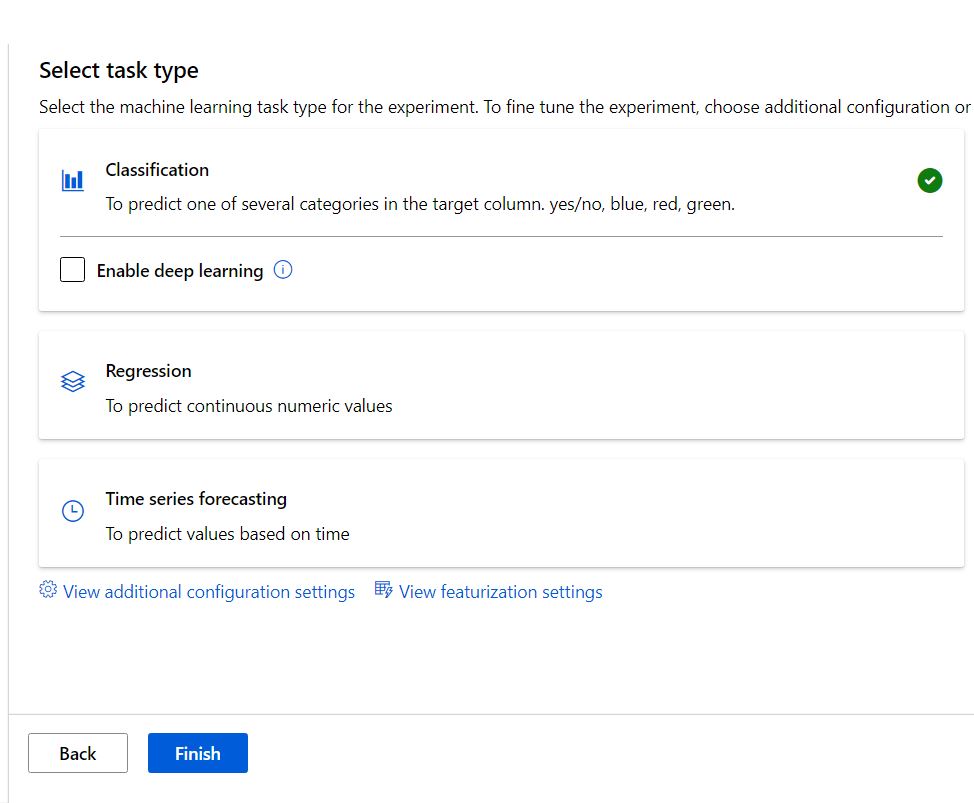 Select task type
Select the machine learning task type for the experiment. To fine tune the experiment, choose additional configuration or
Classification
To predict one of several categories in the target column. yes/no, blue, red, green.
Enable deep learning
Regression
To predict continuous numeric values
Time series forecasting
To predict values based on time
View additional configuration settings View featurization settings
Back Finish